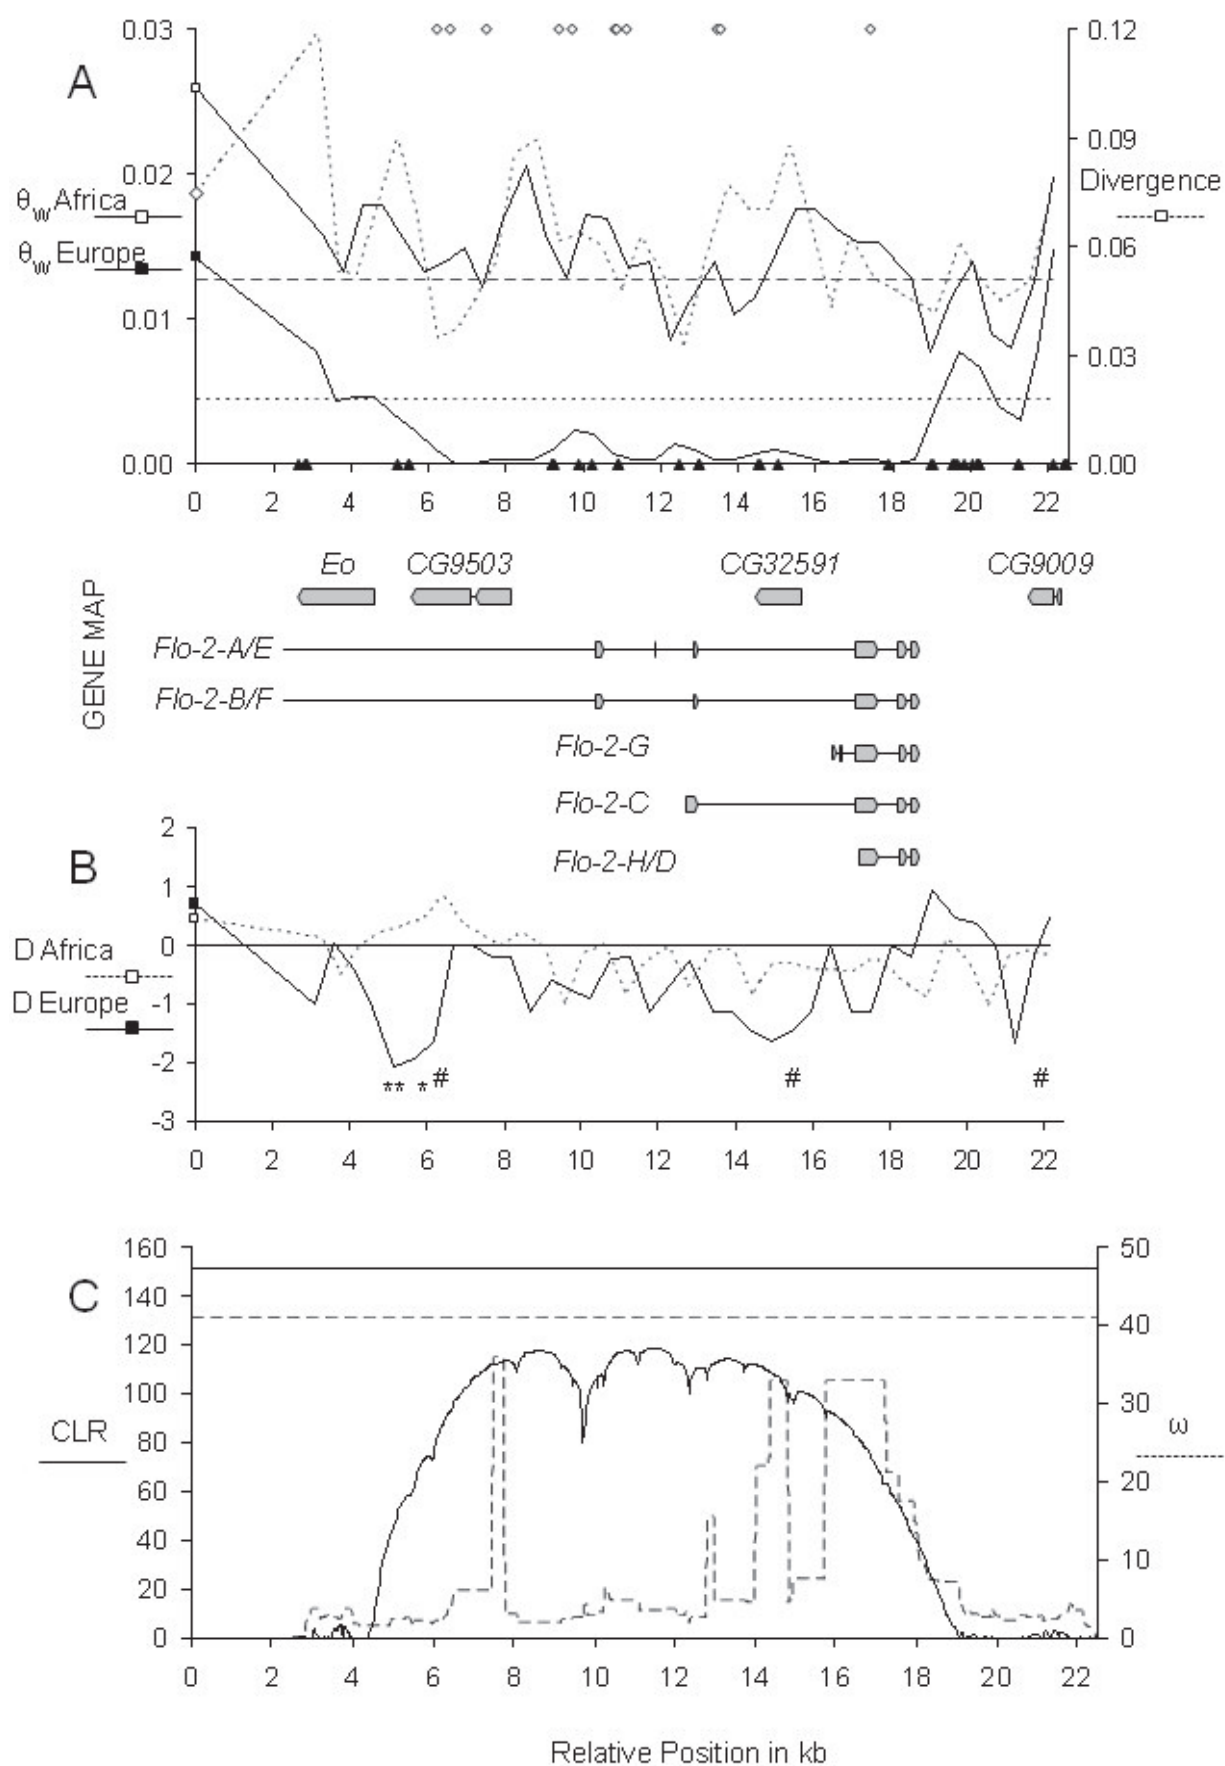 A
0.03
0.02
0.01
0.00
θw Africa
θw Europe
0.12
0.09
0.06
0.03
0.00
Divergence
0 2 4 6 8 10 12 14 16 18 20 22
GENE MAP
Eo CG9503 CG32591 CG9009
Flo-2-A/E
Flo-2-B/F
Flo-2-G
Flo-2-C
Flo-2-H/D
B
2
1
0
-1
-2
-3
D Africa
D Europe
** * # # #
0 2 4 6 8 10 12 14 16 18 20 22
C
160
140
120
100
80
60
40
20
0
CLR
50
40
30
20
10
0
ω
0 2 4 6 8 10 12 14 16 18 20 22
Relative Position in kb